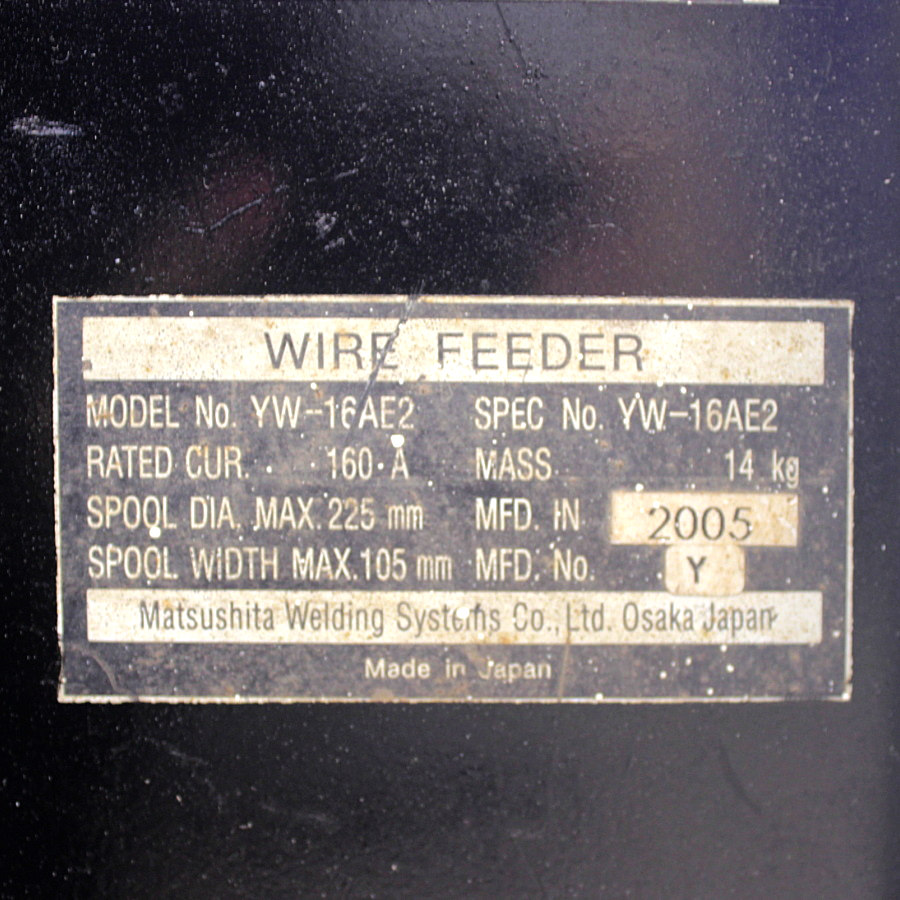 WIRE FEEDER
MODEL No. YW-16AE2 SPEC No. YW-16AE2
RATED CUR. 160 A MASS 14 kg
SPOOL DIA. MAX. 225 mm MFD. IN 2005
SPOOL WIDTH MAX. 105 mm MFD. No. Y
Matsushita Welding Systems Co., Ltd. Osaka Japan
Made in Japan